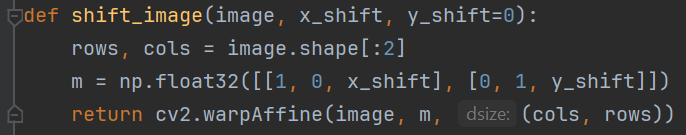 def shift_image(image, x_shift, y_shift=0):
    rows, cols = image.shape[:2]
    m = np.float32([[1, 0, x_shift], [0, 1, y_shift]])
    return cv2.warpAffine(image, m, dsize: (cols, rows))